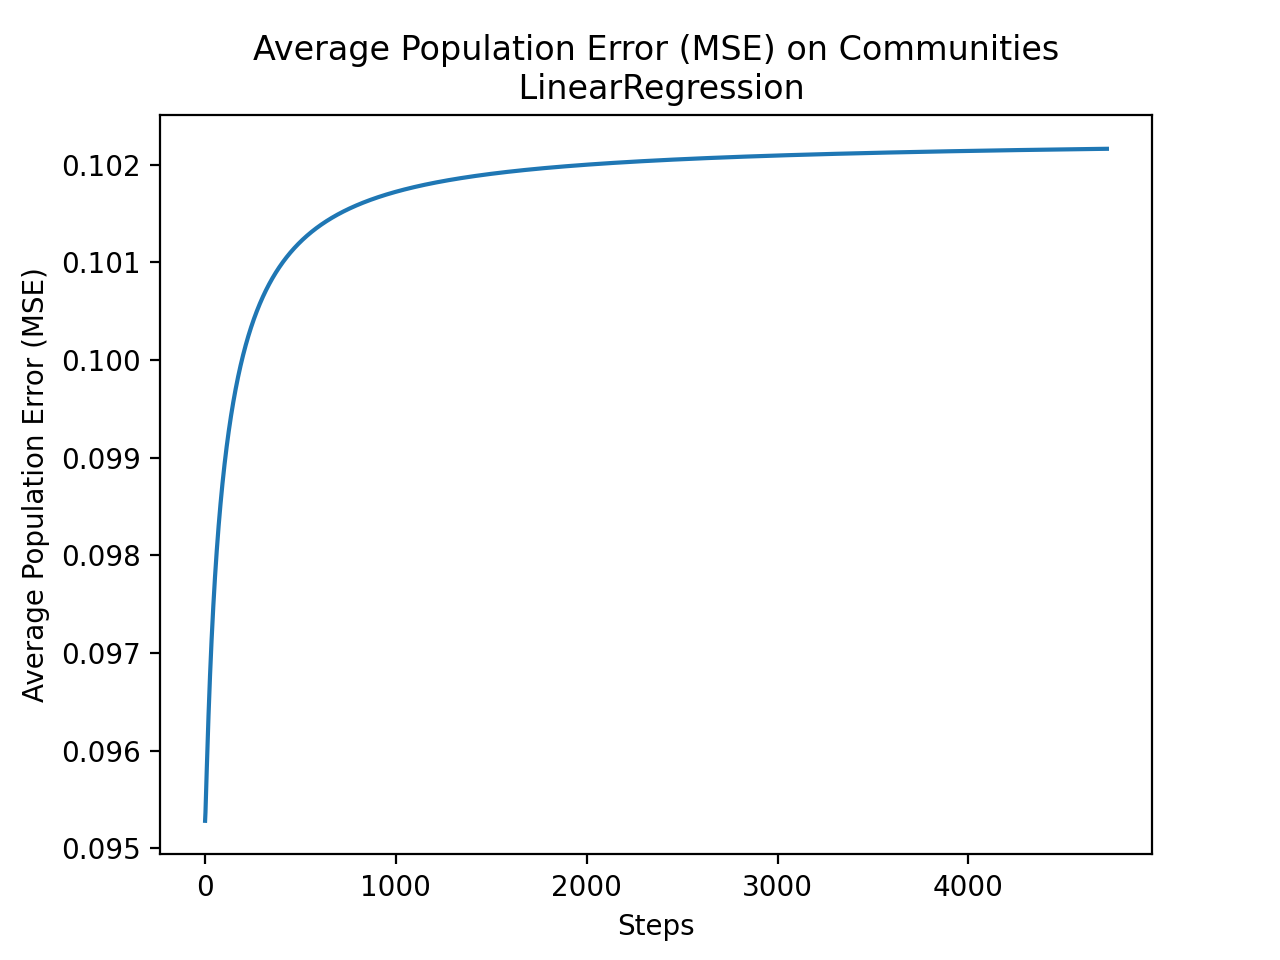 Average Population Error (MSE) on Communities
LinearRegression
Average Population Error (MSE)
0.102
0.101
0.100
0.099
0.098
0.097
0.096
0.095
0 1000 2000 3000 4000
Steps